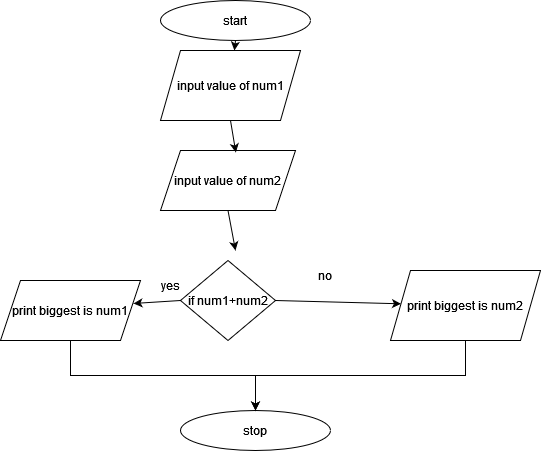 start
input value of num1
input value of num2
yes
no
if num1+num2
print biggest is num1
print biggest is num2
stop